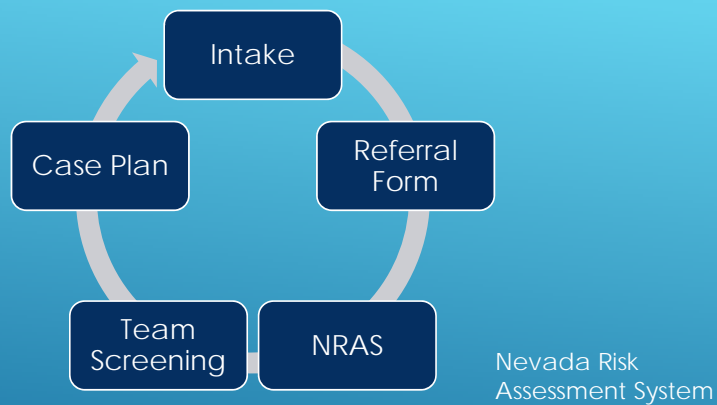 Intake
Referral
Form
NRAS
Team
Screening
Case Plan
Nevada Risk
Assessment System